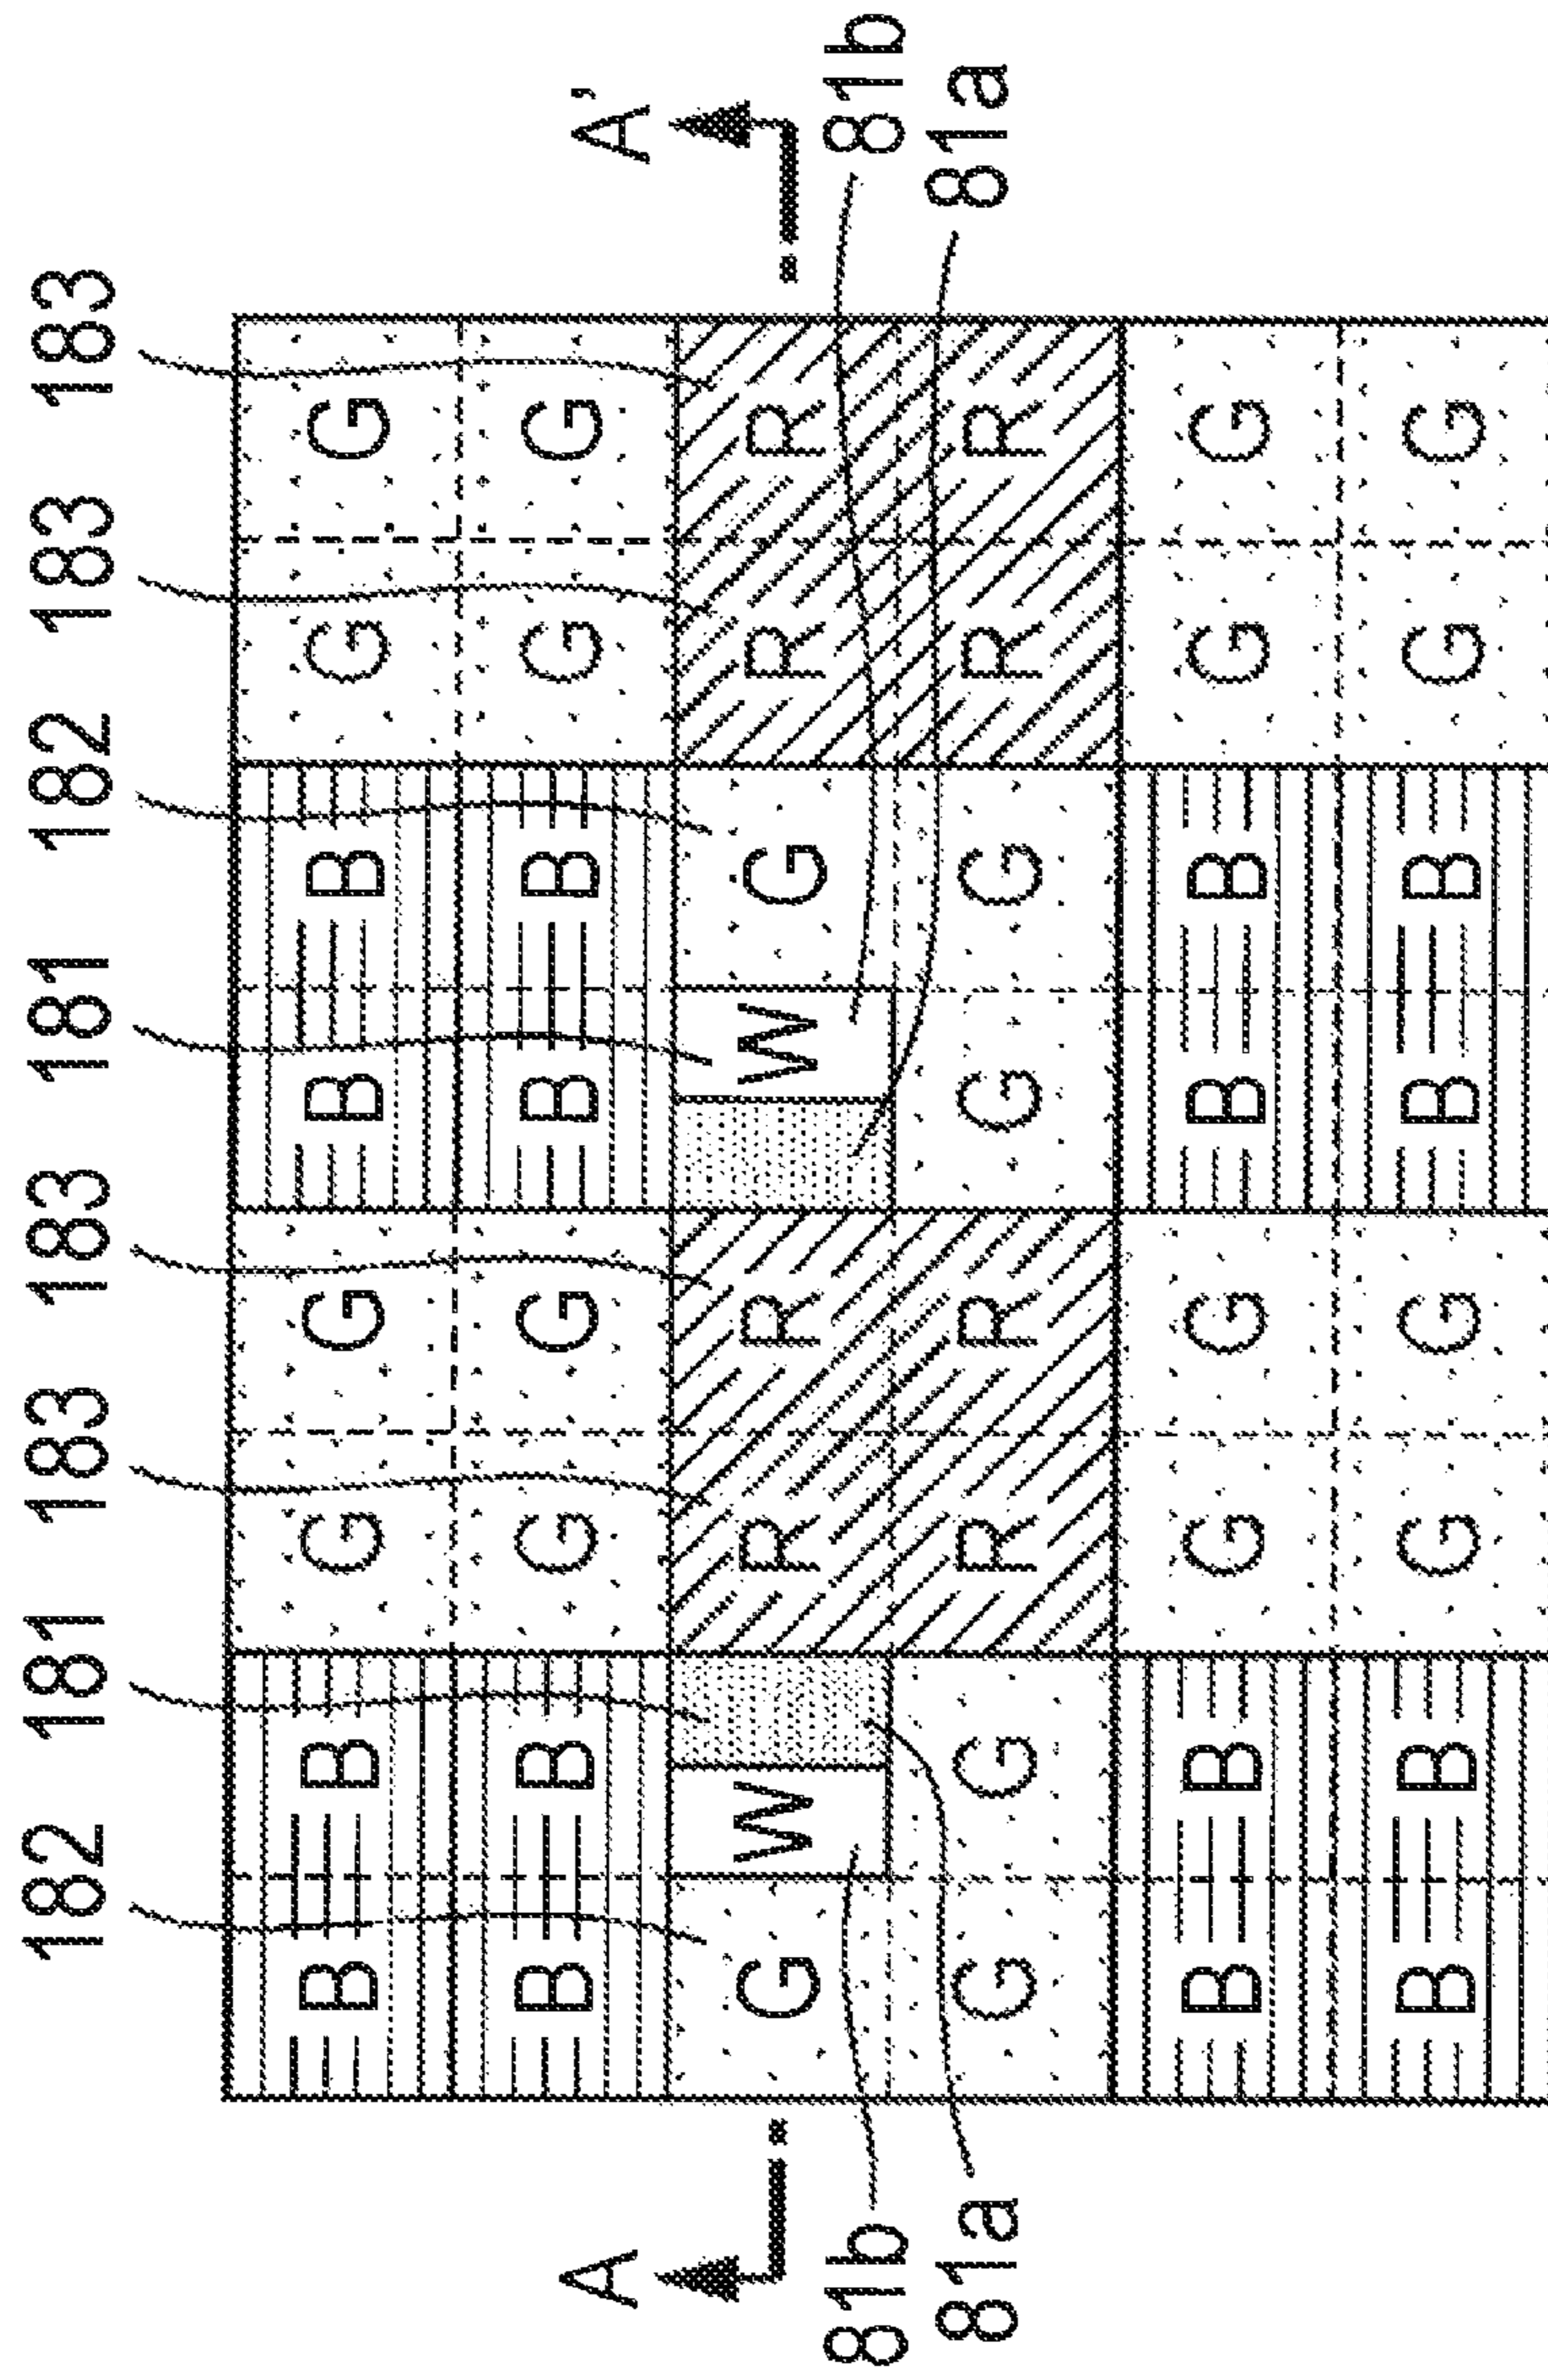 182 181 183 183 181 182 183 183
B B G G B B G G
B B G G B B G G
A A'
G W R R W G R R
81b 81b
81a 81a
G G R R G G R R
B B G G B B G G
B B G G B B G G